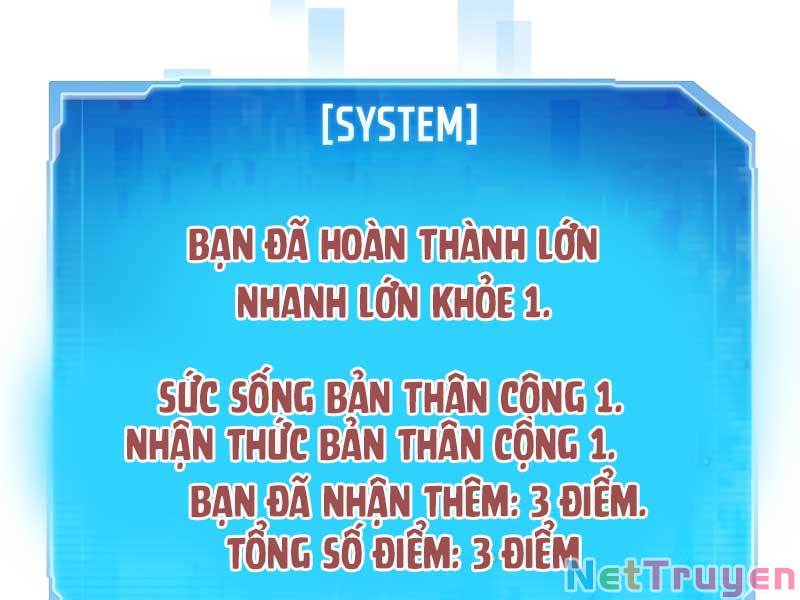 [SYSTEM]
BẠN ĐÃ HOÀN THÀNH LỚN
NHANH LỚN KHỎE 1.
SỨC SỐNG BẢN THÂN CỘNG 1.
NHẬN THỨC BẢN THÂN CỘNG 1.
BẠN ĐÃ NHẬN THÊM: 3 ĐIỂM.
TỔNG SỐ ĐIỂM: 3 ĐIỂM
NetTruyen